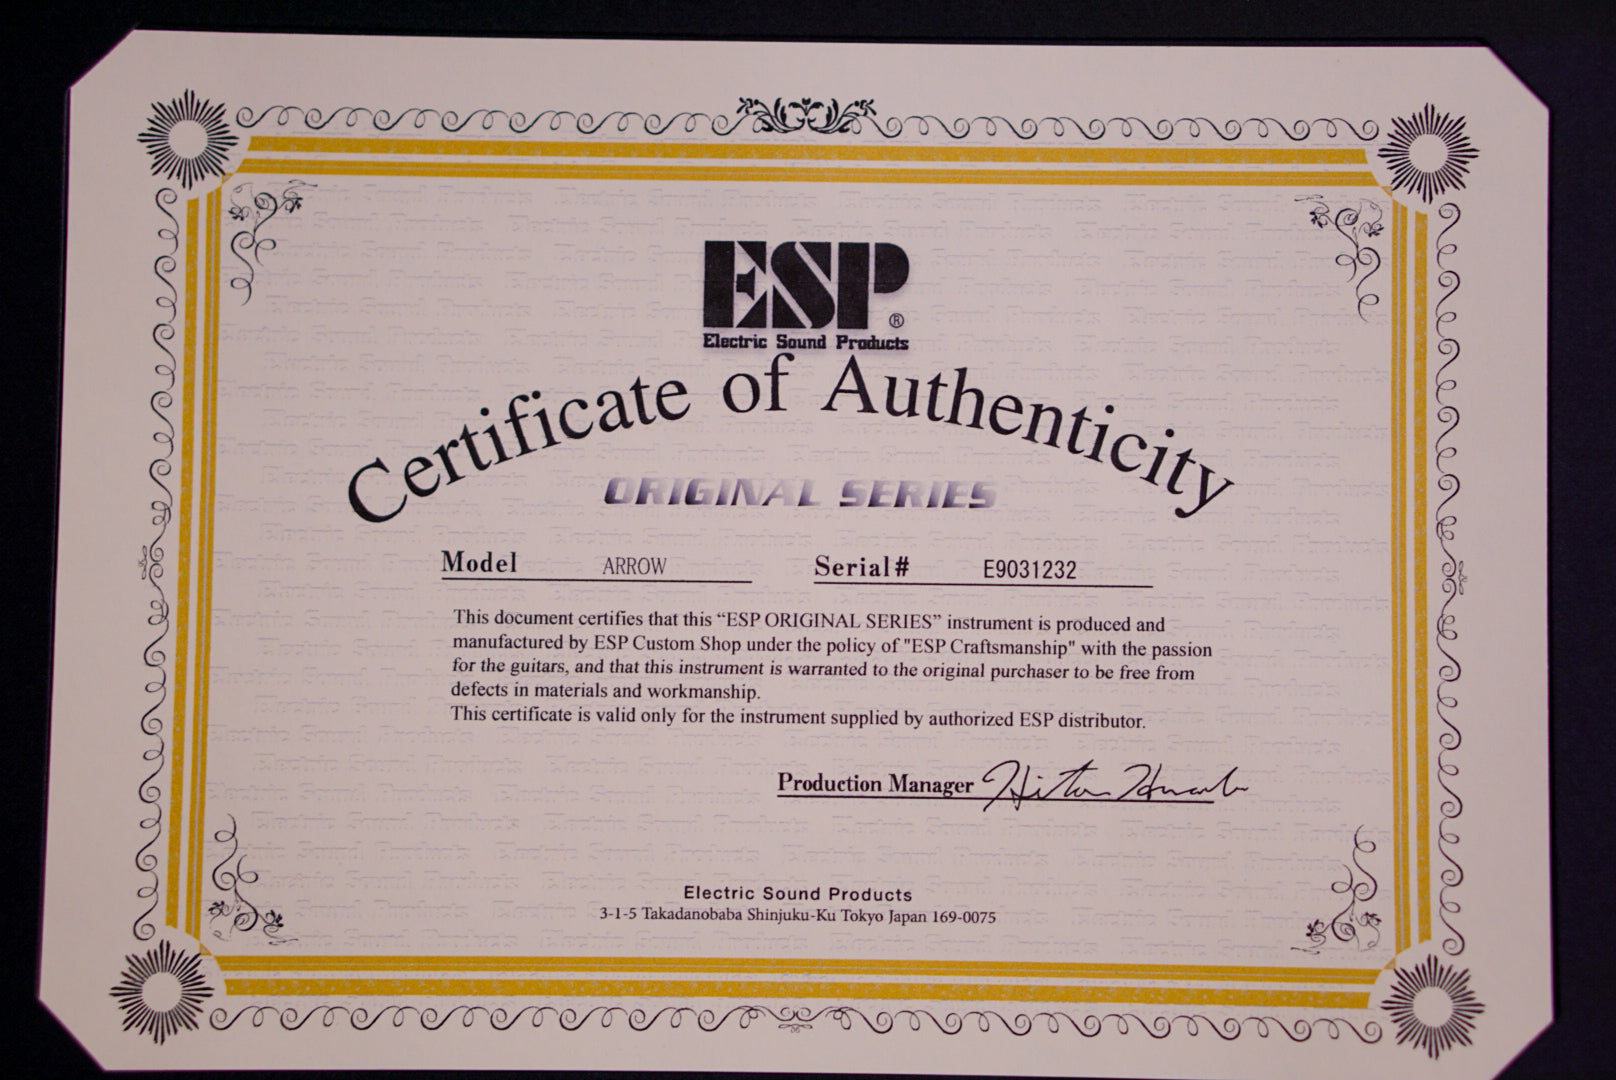 ESP®
Electric Sound Products
Certificate of Authenticity
ORIGINAL SERIES
Model ARROW Serial# E9031232
This document certifies that this “ESP ORIGINAL SERIES” instrument is produced and
manufactured by ESP Custom Shop under the policy of "ESP Craftsmanship" with the passion
for the guitars, and that this instrument is warranted to the original purchaser to be free from
defects in materials and workmanship.
This certificate is valid only for the instrument supplied by authorized ESP distributor.
Production Manager
Electric Sound Products
3-1-5 Takadanobaba Shinjuku-Ku Tokyo Japan 169-0075